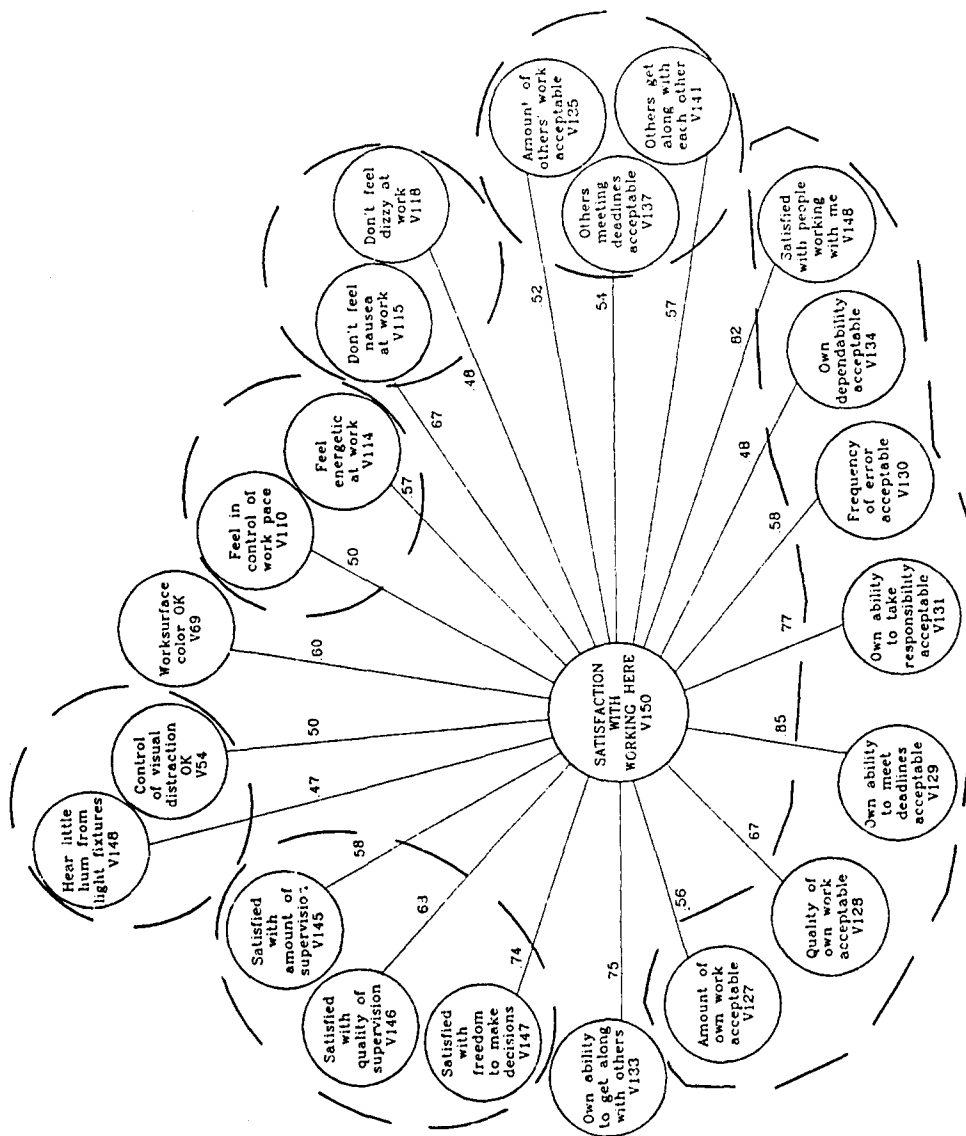 Hear little
hum from
light fixtures
V148
Control
of visual
distraction
OK
V54
Worksurface
color OK
V69
Feel in
control of
work pace
V110
Feel
energetic
at work
V114
Don't feel
nausea
at work
V115
Don't feel
dizzy at
work
V118
Amount of
others' work
acceptable
V135
Others
meeting
deadlines
acceptable
V137
Others get
along with
each other
V141
Satisfied
with people
working
with me
V148
Own
dependability
acceptable
V134
Frequency
of error
acceptable
V130
Own ability
to take
responsibility
acceptable
V131
Own ability
to meet
deadlines
acceptable
V129
Quality of
own work
acceptable
V128
Amount of
own work
acceptable
V127
Own ability
to get along
with others
V133
Satisfied
with
freedom
to make
decisions
V147
Satisfied
with
quality of
supervision
V146
Satisfied
with
amount of
supervision
V145
SATISFACTION
WITH
WORKING HERE
V150
.47
50
.60
.50
.57
67
.48
.52
54
57
82
48
.58
77
85
67
.56
75
.74
63
58